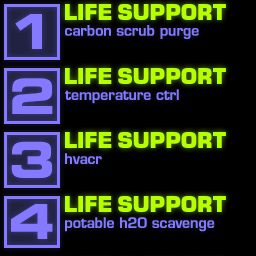 1
LIFE SUPPORT
carbon scrub purge
2
LIFE SUPPORT
temperature ctrl
3
LIFE SUPPORT
hvacr
4
LIFE SUPPORT
potable h2O scavenge